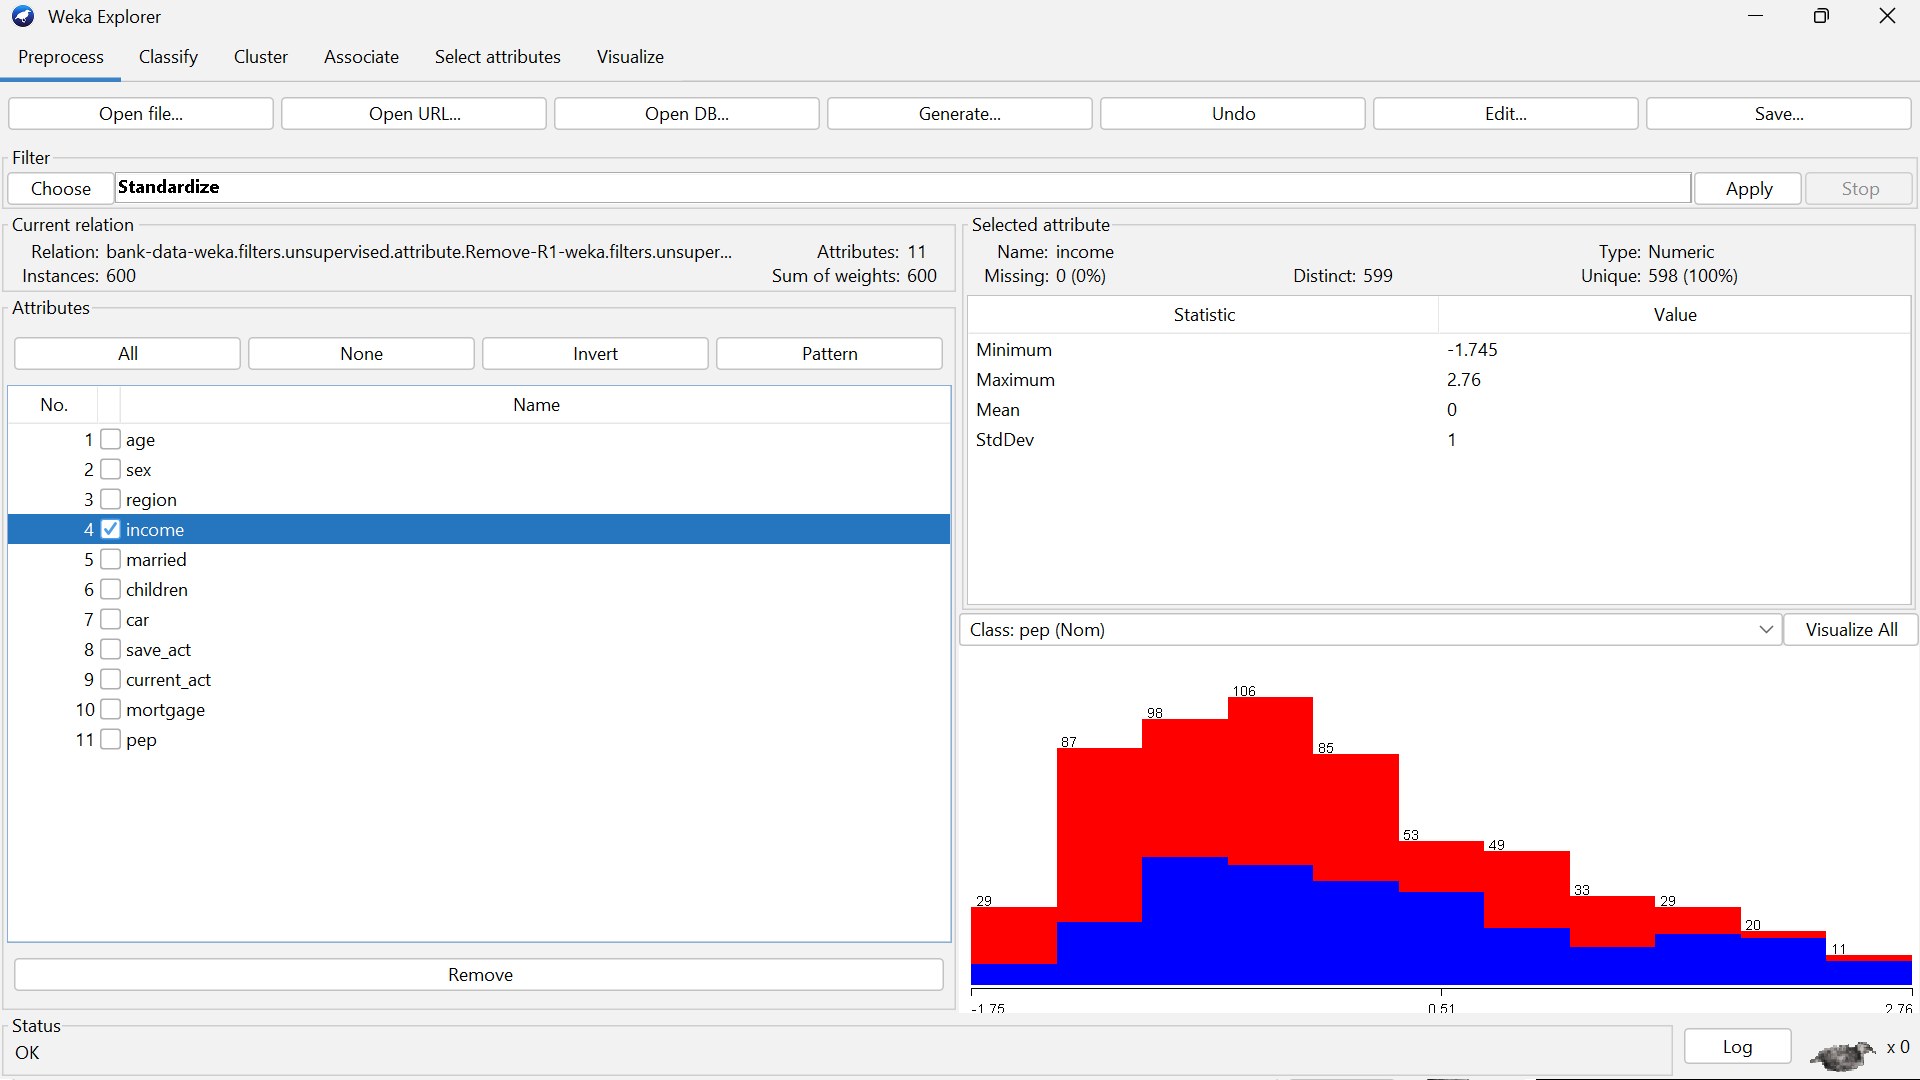 Weka Explorer
Preprocess Classify Cluster Associate Select attributes Visualize
Open file... Open URL... Open DB... Generate... Undo Edit... Save...
Filter
Choose Standardize Apply Stop
Current relation
Relation: bank-data-weka.filters.unsupervised.attribute.Remove-R1-weka.filters.unsuper... Attributes: 11
Instances: 600 Sum of weights: 600
Attributes
All None Invert Pattern
No. Name
1 age
2 sex
3 region
4 income
5 married
6 children
7 car
8 save_act
9 current_act
10 mortgage
11 pep
Remove
Selected attribute
Name: income Type: Numeric
Missing: 0 (0%) Distinct: 599 Unique: 598 (100%)
Statistic Value
Minimum -1.745
Maximum 2.76
Mean 0
StdDev 1
Class: pep (Nom) Visualize All
29 87 98 106 85 53 49 33 29 20 11
-1.75 0.51 2.76
Status
OK
Log x 0